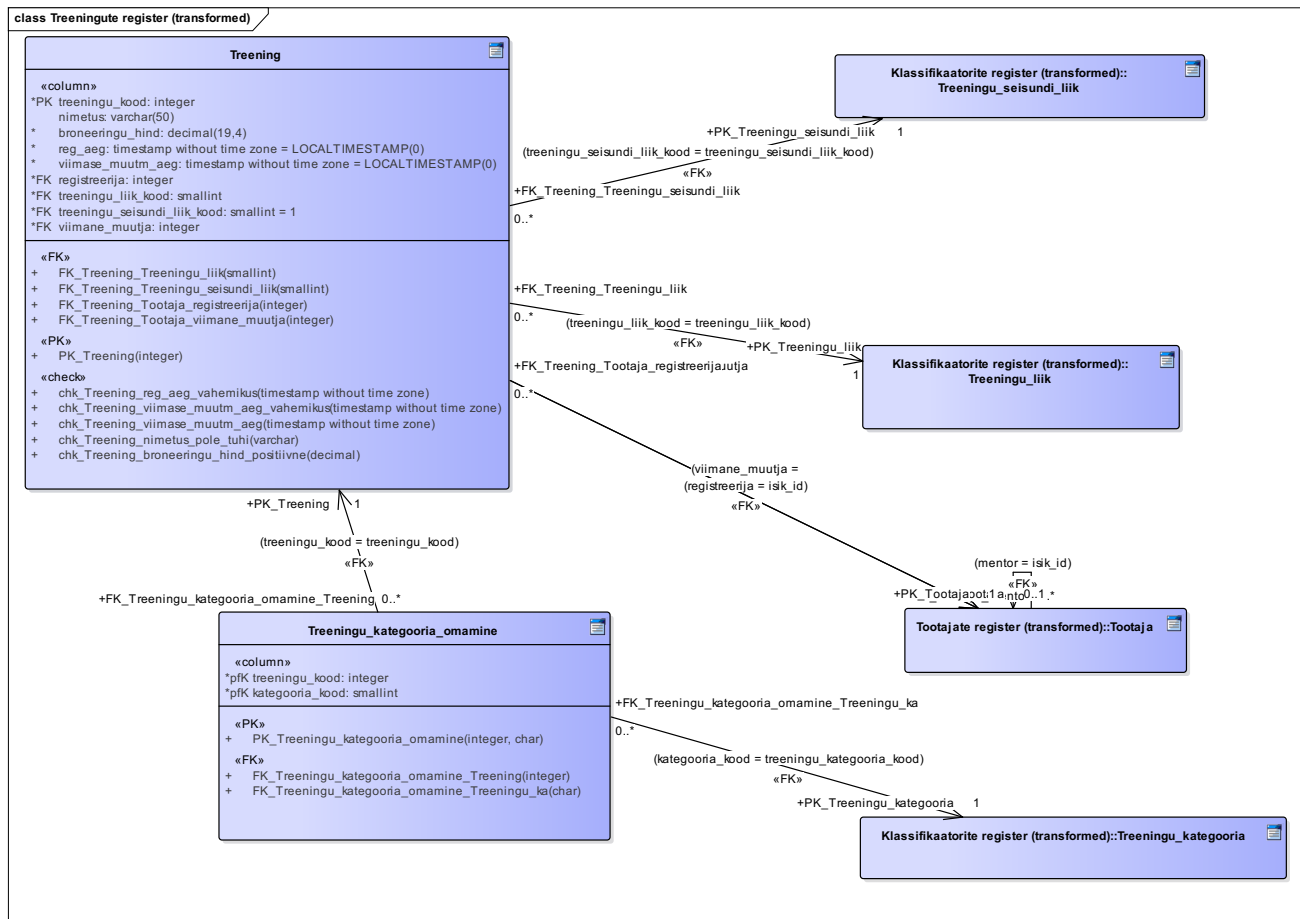 class Treeningute register (transformed)
Treening
«column»
*PK treeningu_kood: integer
nimetus: varchar(50)
* broneeringu_hind: decimal(19,4)
* reg_aeg: timestamp without time zone = LOCALTIMESTAMP(0)
* viimase_muutm_aeg: timestamp without time zone = LOCALTIMESTAMP(0)
*FK registreerija: integer
*FK treeningu_liik_kood: smallint
*FK treeningu_seisundi_liik_kood: smallint = 1
*FK viimane_muutja: integer
«FK»
+ FK_Treening_Treeningu_liik(smallint)
+ FK_Treening_Treeningu_seisundi_liik(smallint)
+ FK_Treening_Tootaja_registreerija(integer)
+ FK_Treening_Tootaja_viimane_muutja(integer)
«PK»
+ PK_Treening(integer)
«check»
+ chk_Treening_reg_aeg_vahemikus(timestamp without time zone)
+ chk_Treening_viimase_muutm_aeg_vahemikus(timestamp without time zone)
+ chk_Treening_viimase_muutm_aeg(timestamp without time zone)
+ chk_Treening_nimetus_pole_tuhi(varchar)
+ chk_Treening_broneeringu_hind_positiivne(decimal)
Klassifikaatorite register (transformed)::
Treeningu_seisundi_liik
+PK_Treeningu_seisundi_liik 1
(treeningu_seisundi_liik_kood = treeningu_seisundi_liik_kood)
«FK»
+FK_Treening_Treeningu_seisundi_liik
0..*
+FK_Treening_Treeningu_liik
0..*
(treeningu_liik_kood = treeningu_liik_kood)
«FK»
+PK_Treeningu_liik
1
Klassifikaatorite register (transformed)::
Treeningu_liik
+FK_Treening_Tootaja_registreerija
0..*
(viimane_muutja =
(registreerija = isik_id)
«FK»
(mentor = isik_id)
«FK»
+PK_Tootaja
1
0..1
Tootajate register (transformed)::Tootaja
+PK_Treening 1
(treeningu_kood = treeningu_kood)
«FK»
+FK_Treeningu_kategooria_omamine_Treening 0..*
Treeningu_kategooria_omamine
«column»
*pfK treeningu_kood: integer
*pfK kategooria_kood: smallint
«PK»
+ PK_Treeningu_kategooria_omamine(integer, char)
«FK»
+ FK_Treeningu_kategooria_omamine_Treening(integer)
+ FK_Treeningu_kategooria_omamine_Treeningu_ka(char)
+FK_Treeningu_kategooria_omamine_Treeningu_ka
0..*
(kategooria_kood = treeningu_kategooria_kood)
«FK»
+PK_Treeningu_kategooria 1
Klassifikaatorite register (transformed)::Treeningu_kategooria